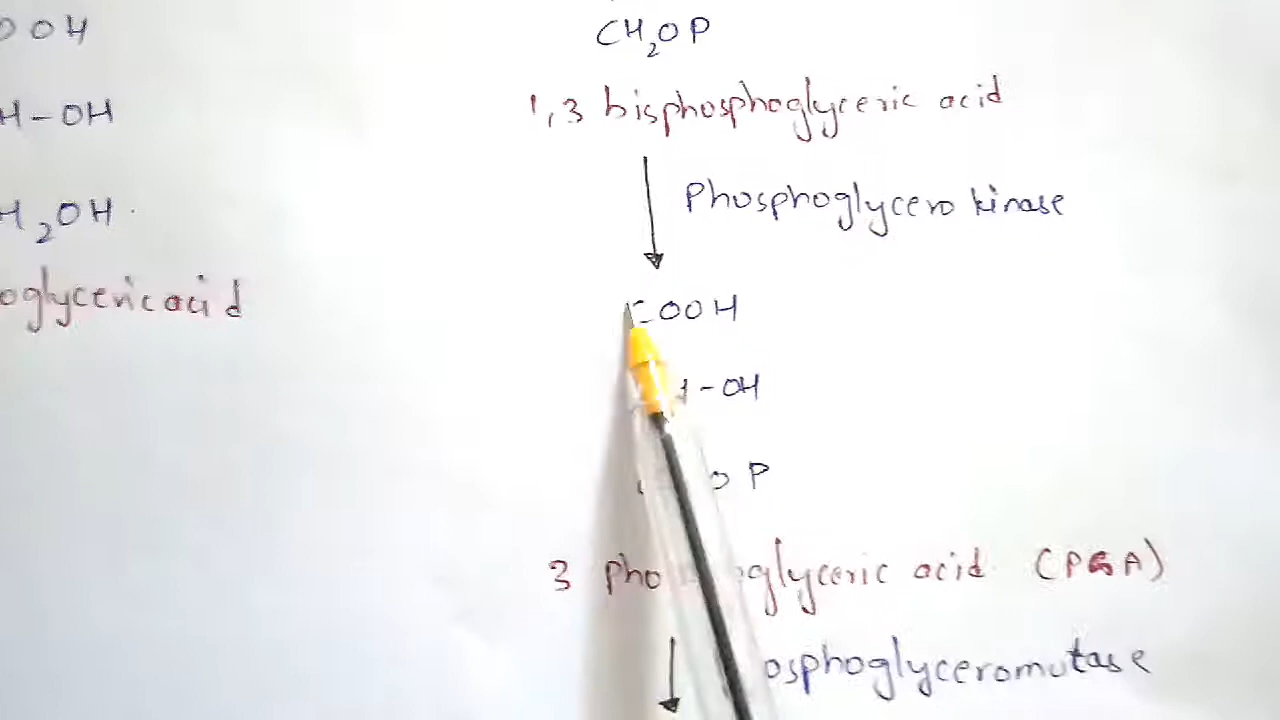 OOH
H-OH
H2OH.
oglycericacid
CH2OP
1,3 bisphosphoglyceric acid
Phosphoglycero kinase
COOH
H-OH
O P
3 Pho glyceric acid (PGA)
osphoglyceromutase